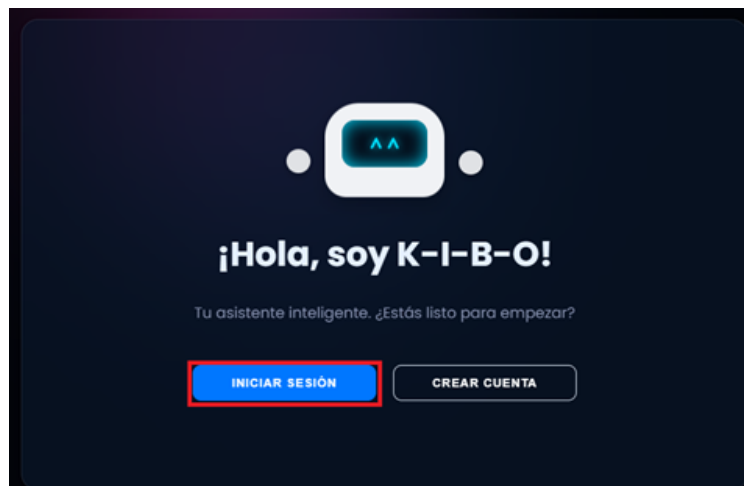 ¡Hola, soy K-I-B-O!
Tu asistente inteligente. ¿Estás listo para empezar?
INICIAR SESIÓN
CREAR CUENTA